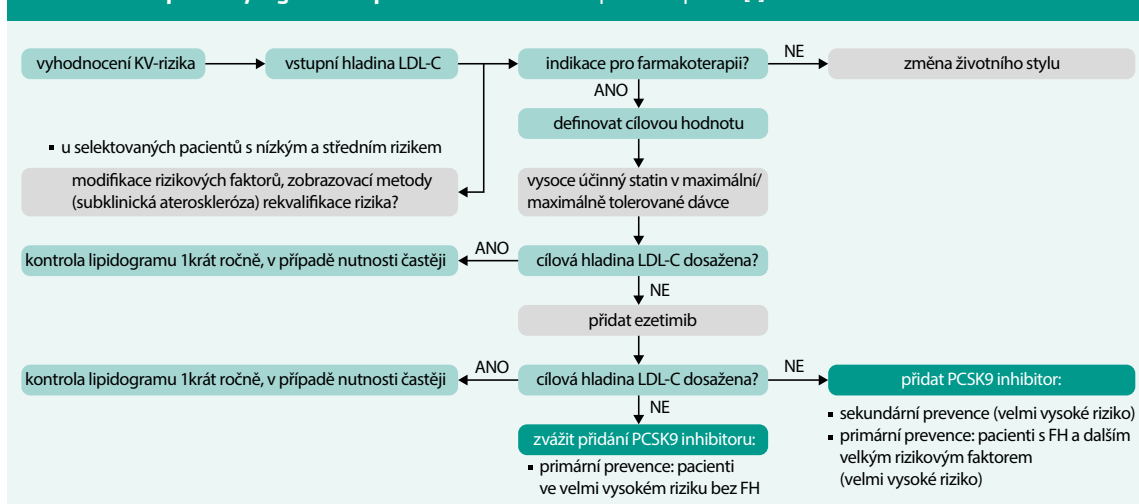 vyhodnocení KV-rizika
vstupní hladina LDL-C
indikace pro farmakoterapii?
NE
změna životního stylu
ANO
definovat cílovou hodnotu
▪ u selektovaných pacientů s nízkým a středním rizikem
modifikace rizikových faktorů, zobrazovací metody
(subklinická ateroskleróza) rekvalifikace rizika?
vysoce účinný statin v maximální/
maximálně tolerované dávce
kontrola lipidogramu 1krát ročně, v případě nutnosti častěji
ANO
cílová hladina LDL-C dosažena?
NE
přidat ezetimib
kontrola lipidogramu 1krát ročně, v případě nutnosti častěji
ANO
cílová hladina LDL-C dosažena?
NE
přidat PCSK9 inhibitor:
▪ sekundární prevence (velmi vysoké riziko)
▪ primární prevence: pacienti s FH a dalším
velkým rizikovým faktorem
(velmi vysoké riziko)
NE
zvážit přidání PCSK9 inhibitoru:
▪ primární prevence: pacienti
ve velmi vysokém riziku bez FH